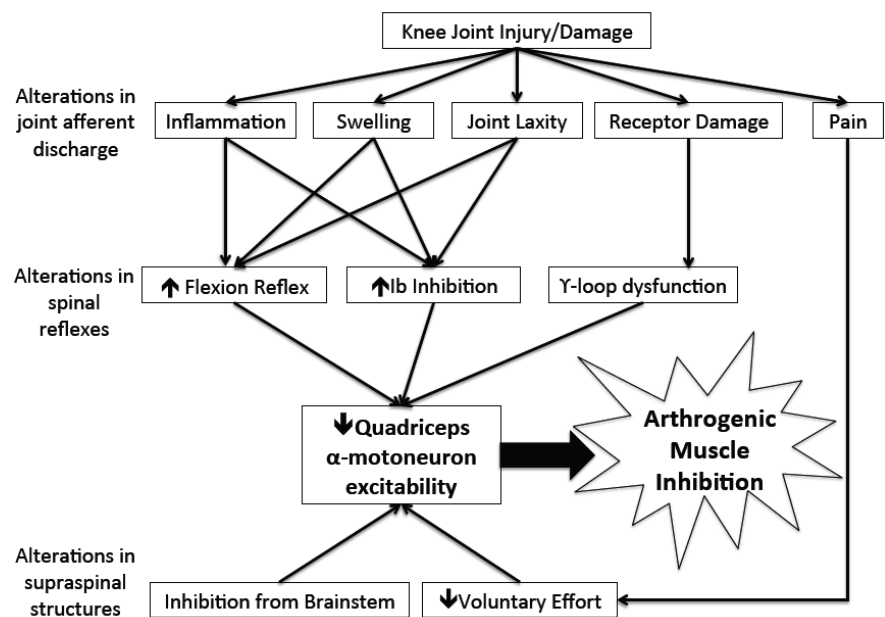 Knee Joint Injury/Damage
Alterations in
joint afferent
discharge
Inflammation
Swelling
Joint Laxity
Receptor Damage
Pain
Alterations in
spinal
reflexes
↑ Flexion Reflex
↑Ib Inhibition
ϒ-loop dysfunction
↓Quadriceps
α-motoneuron
excitability
Arthrogenic
Muscle
Inhibition
Alterations in
supraspinal
structures
Inhibition from Brainstem
↓Voluntary Effort